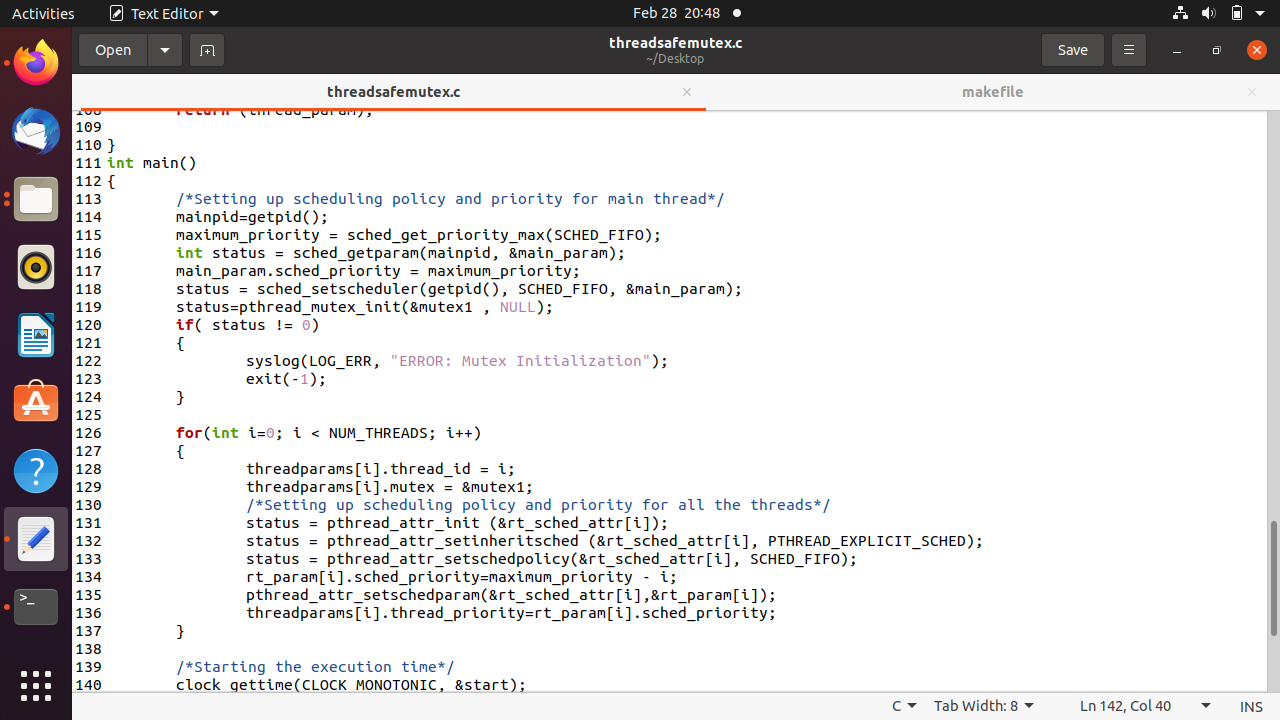 Activities
Text Editor
Feb 28 20:48
Open
threadsafemutex.c
~/Desktop
Save
threadsafemutex.c
makefile
108 return (thread_param);
109
110 }
111 int main()
112 {
113 /*Setting up scheduling policy and priority for main thread*/
114 mainpid=getpid();
115 maximum_priority = sched_get_priority_max(SCHED_FIFO);
116 int status = sched_getparam(mainpid, &main_param);
117 main_param.sched_priority = maximum_priority;
118 status = sched_setscheduler(getpid(), SCHED_FIFO, &main_param);
119 status=pthread_mutex_init(&mutex1 , NULL);
120 if( status != 0)
121 {
122 syslog(LOG_ERR, "ERROR: Mutex Initialization");
123 exit(-1);
124 }
125
126 for(int i=0; i < NUM_THREADS; i++)
127 {
128 threadparams[i].thread_id = i;
129 threadparams[i].mutex = &mutex1;
130 /*Setting up scheduling policy and priority for all the threads*/
131 status = pthread_attr_init (&rt_sched_attr[i]);
132 status = pthread_attr_setinheritsched (&rt_sched_attr[i], PTHREAD_EXPLICIT_SCHED);
133 status = pthread_attr_setschedpolicy(&rt_sched_attr[i], SCHED_FIFO);
134 rt_param[i].sched_priority=maximum_priority - i;
135 pthread_attr_setschedparam(&rt_sched_attr[i],&rt_param[i]);
136 threadparams[i].thread_priority=rt_param[i].sched_priority;
137 }
138
139 /*Starting the execution time*/
140 clock_gettime(CLOCK_MONOTONIC, &start);
C
Tab Width: 8
Ln 142, Col 40
INS